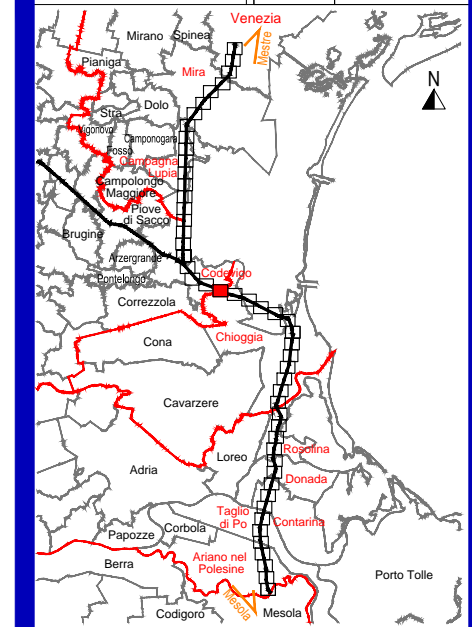 Venezia
Mirano
Spinea
Mestre
Pianiga
Mira
N
Dolo
Stra
Vigonovo
Camponogara
Fosso
Campagna
Lupia
Campolongo
Maggiore
Piove
di Sacco
Brugine
Arzergrande
Codevigo
Pontelongo
Correzzola
Chioggia
Cona
Cavarzere
Rosolina
Loreo
Adria
Donada
Taglio
di Po
Contarina
Corbola
Papozze
Ariano nel
Polesine
Berra
Porto Tolle
Mesola
Mesola
Codigoro